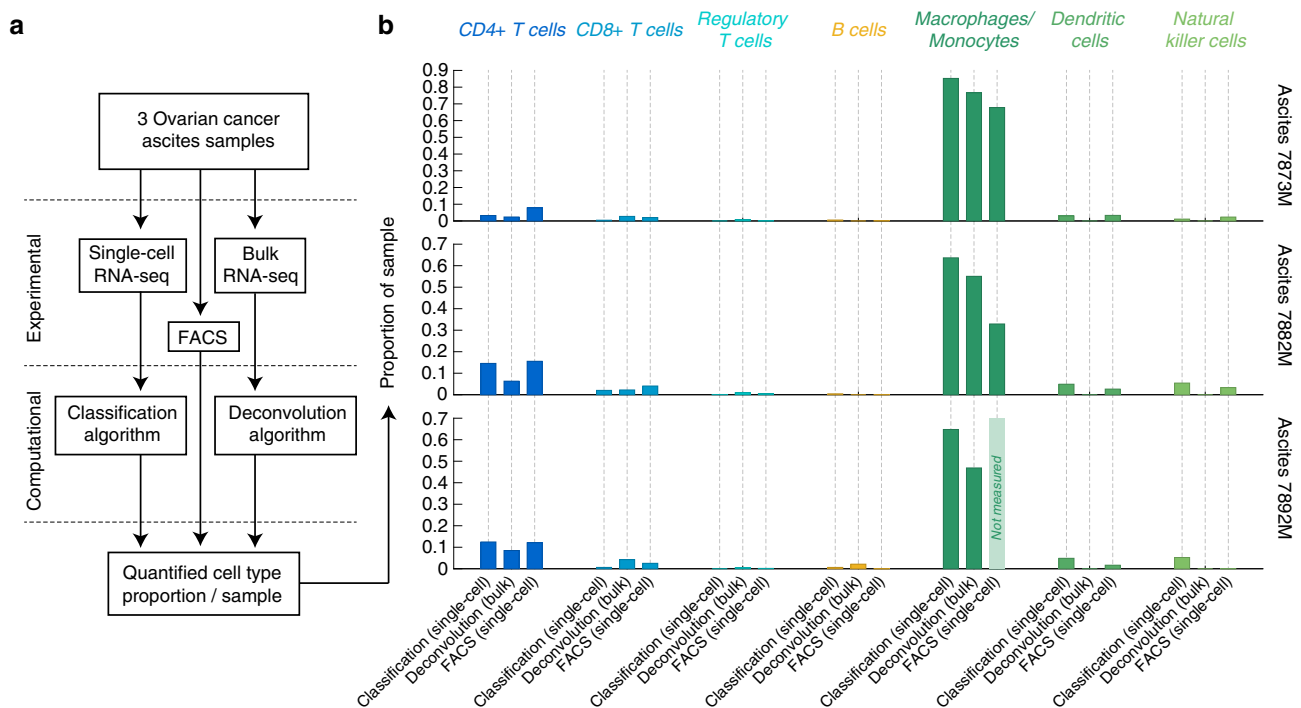 a
3 Ovarian cancer
ascites samples
Experimental
Single-cell
RNA-seq
Bulk
RNA-seq
FACS
Computational
Classification
algorithm
Deconvolution
algorithm
Quantified cell type
proportion / sample
b
CD4+ T cells
CD8+ T cells
Regulatory
T cells
B cells
Macrophages/
Monocytes
Dendritic
cells
Natural
killer cells
Proportion of sample
0.9
0.8
0.7
0.6
0.5
0.4
0.3
0.2
0.1
0
Ascites 7873M
0.7
0.6
0.5
0.4
0.3
0.2
0.1
0
Ascites 7882M
0.7
0.6
0.5
0.4
0.3
0.2
0.1
0
Not measured
Ascites 7892M
Classification (single-cell)
Deconvolution (bulk)
FACS (single-cell)
Classification (single-cell)
Deconvolution (bulk)
FACS (single-cell)
Classification (single-cell)
Deconvolution (bulk)
FACS (single-cell)
Classification (single-cell)
Deconvolution (bulk)
FACS (single-cell)
Classification (single-cell)
Deconvolution (bulk)
FACS (single-cell)
Classification (single-cell)
Deconvolution (bulk)
FACS (single-cell)
Classification (single-cell)
Deconvolution (bulk)
FACS (single-cell)